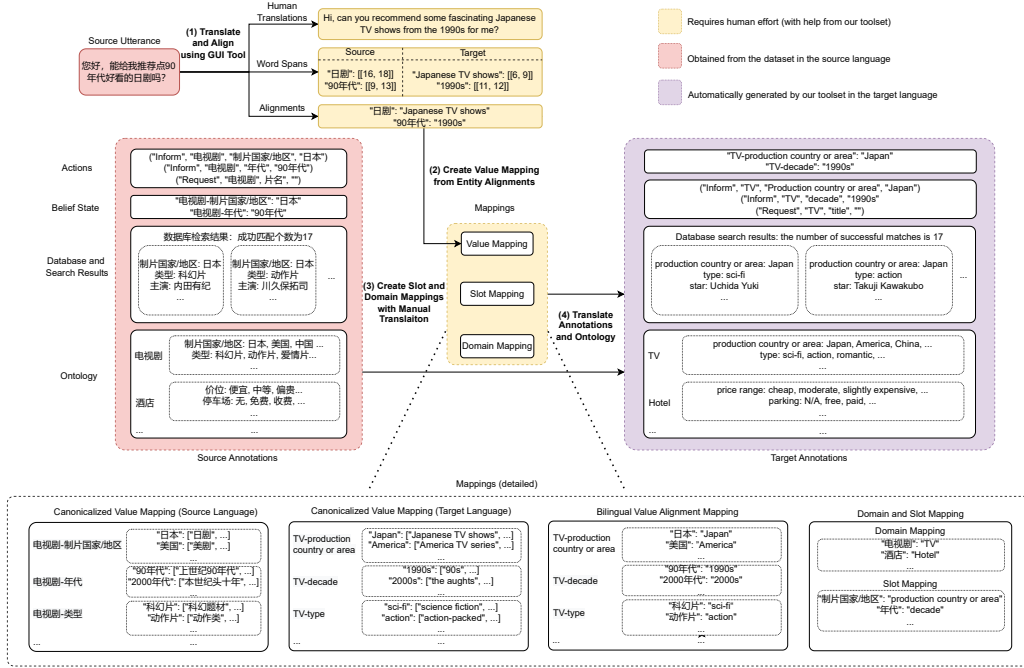 Human
Translations
Hi, can you recommend some fascinating Japanese
TV shows from the 1990s for me?
Source Utterance
您好，能给我推荐点90
年代好看的日剧吗？
(1) Translate
and Align
using GUI Tool
Word Spans
Source
Target
"日剧": [[16, 18]]
"90年代": [[9, 13]]
"Japanese TV shows": [[6, 9]]
"1990s": [[11, 12]]
Alignments
"日剧": "Japanese TV shows"
"90年代": "1990s"
Requires human effort (with help from our toolset)
Obtained from the dataset in the source language
Automatically generated by our toolset in the target language
Actions
("Inform", "电视剧", "制片国家/地区", "日本")
("Inform", "电视剧", "年代", "90年代")
("Request", "电视剧", 片名", "")
Belief State
"电视剧-制片国家/地区": "日本"
"电视剧-年代": "90年代"
Database and
Search Results
数据库检索结果：成功匹配个数为17
制片国家/地区: 日本
类型: 科幻片
主演: 内田有纪
制片国家/地区: 日本
类型: 动作片
主演: 川久保拓司
...
Ontology
电视剧
制片国家/地区: 日本, 美国, 中国 ...
类型: 科幻片, 动作片, 爱情片...
...
酒店
价位: 便宜, 中等, 偏贵...
停车场: 无, 免费, 收费, ...
...
...
...
Source Annotations
(2) Create Value Mapping
from Entity Alignments
Mappings
Value Mapping
Slot Mapping
Domain Mapping
(3) Create Slot and
Domain Mappings
with Manual
Translaiton
(4) Translate
Annotations
and Ontology
"TV-production country or area": "Japan"
"TV-decade": "1990s"
("Inform", "TV", "Production country or area", "Japan")
("Inform", "TV", "decade", "1990s"
("Request", "TV", "title", "")
Database search results: the number of successful matches is 17
production country or area: Japan
type: sci-fi
star: Uchida Yuki
production country or area: Japan
type: action
star: Takuji Kawakubo
...
TV
production country or area: Japan, America, China, ...
type: sci-fi, action, romantic, ...
...
Hotel
price range: cheap, moderate, slightly expensive, ...
parking: N/A, free, paid, ...
...
...
...
Target Annotations
Mappings (detailed)
Canonicalized Value Mapping (Source Language)
电视剧-制片国家/地区
"日本": ["日剧", ...]
"美国": ["美剧", ...]
...
电视剧-年代
"90年代": ["上世纪90年代", ...]
"2000年代": ["本世纪头十年", ...]
...
电视剧-类型
"科幻片": ["科幻题材", ...]
"动作片": ["动作类", ...]
...
...
...
Canonicalized Value Mapping (Target Language)
TV-production
country or area
"Japan": ["Japanese TV shows", ...]
"America": ["America TV series", ...]
...
TV-decade
"1990s": ["90s", ...]
"2000s": ["the aughts", ...]
...
TV-type
"sci-fi": ["science fiction", ...]
"action": ["action-packed", ...]
...
...
...
Bilingual Value Alignment Mapping
TV-production
country or area
"日本": "Japan"
"美国": "America"
...
TV-decade
"90年代": "1990s"
"2000年代": "2000s"
...
TV-type
"科幻片": "sci-fi"
"动作片": "action"
...
...
...
Domain and Slot Mapping
Domain Mapping
"电视剧": "TV"
"酒店": "Hotel"
...
Slot Mapping
"制片国家/地区": "production country or area"
"年代": "decade"
...